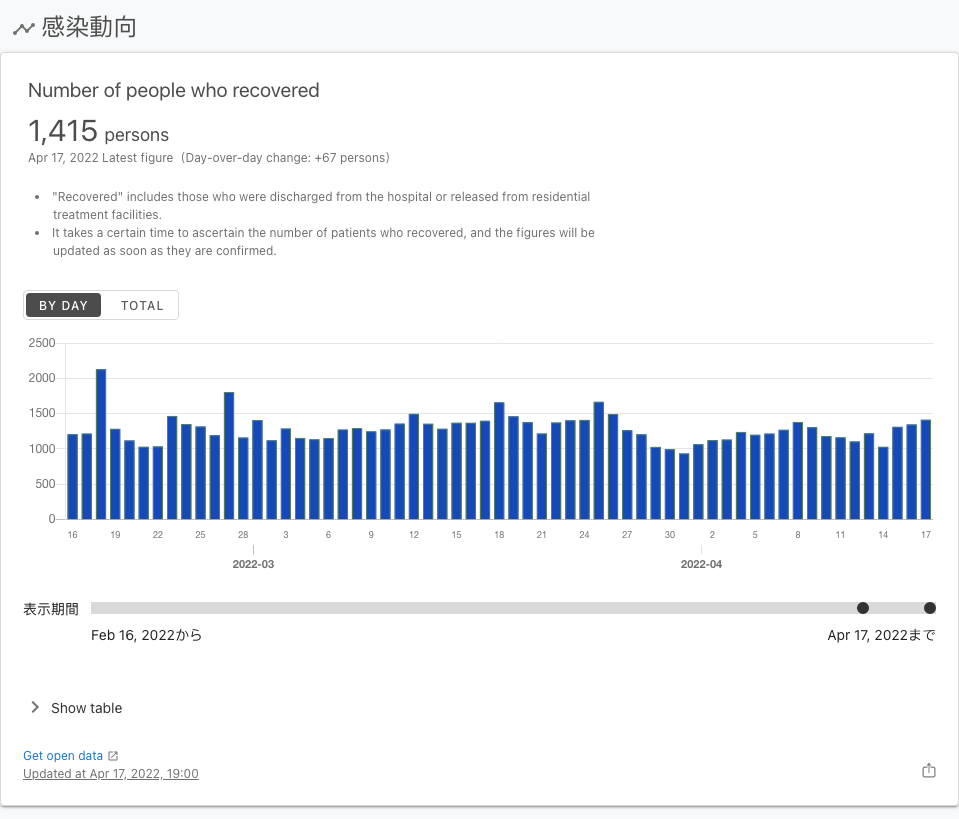 感染動向
Number of people who recovered
1,415 persons
Apr 17, 2022 Latest figure (Day-over-day change: +67 persons)
• "Recovered" includes those who were discharged from the hospital or released from residential
treatment facilities.
• It takes a certain time to ascertain the number of patients who recovered, and the figures will be
updated as soon as they are confirmed.
BY DAY TOTAL
2500
2000
1500
1000
500
0
16 19 22 25 28 3 6 9 12 15 18 21 24 27 30 2 5 8 11 14 17
2022-03 2022-04
表示期間
Feb 16, 2022から Apr 17, 2022まで
Show table
Get open data
Updated at Apr 17, 2022, 19:00